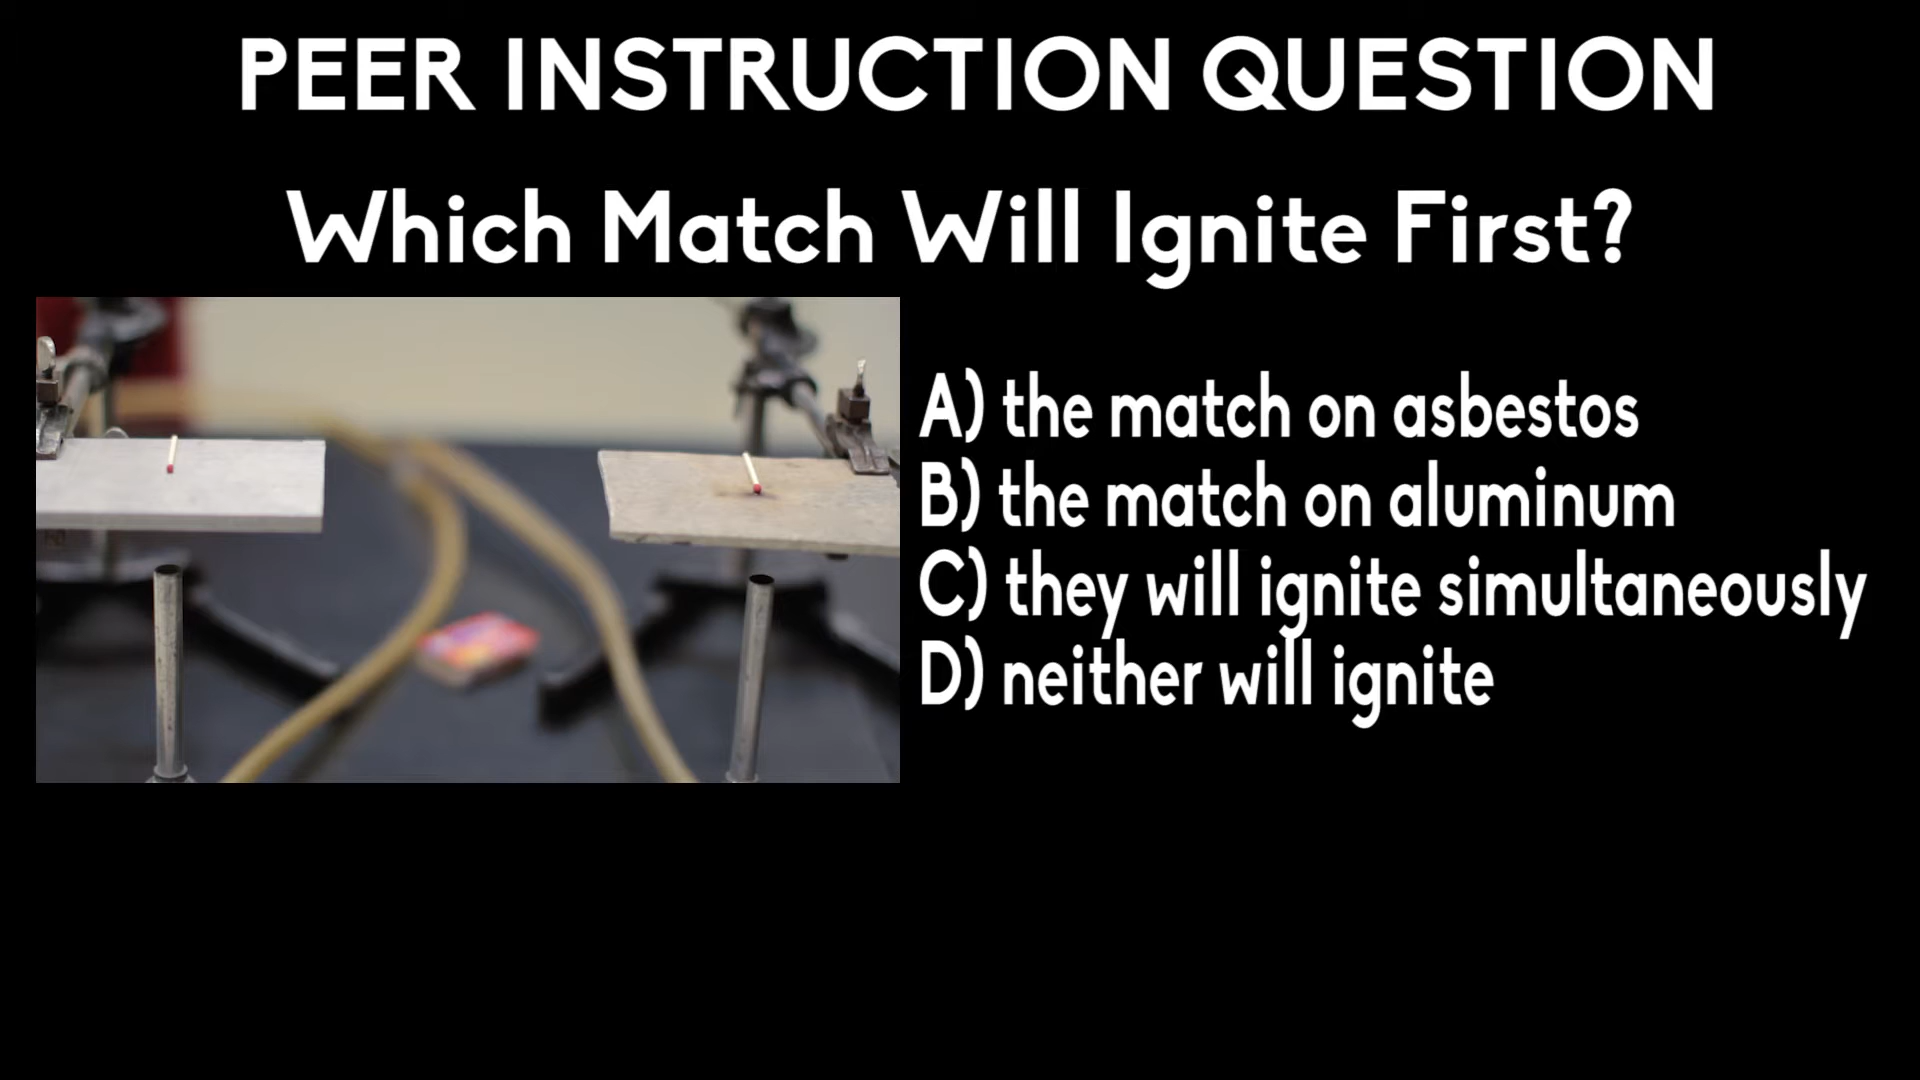 PEER INSTRUCTION QUESTION
Which Match Will Ignite First?
A) the match on asbestos
B) the match on aluminum
C) they will ignite simultaneously
D) neither will ignite